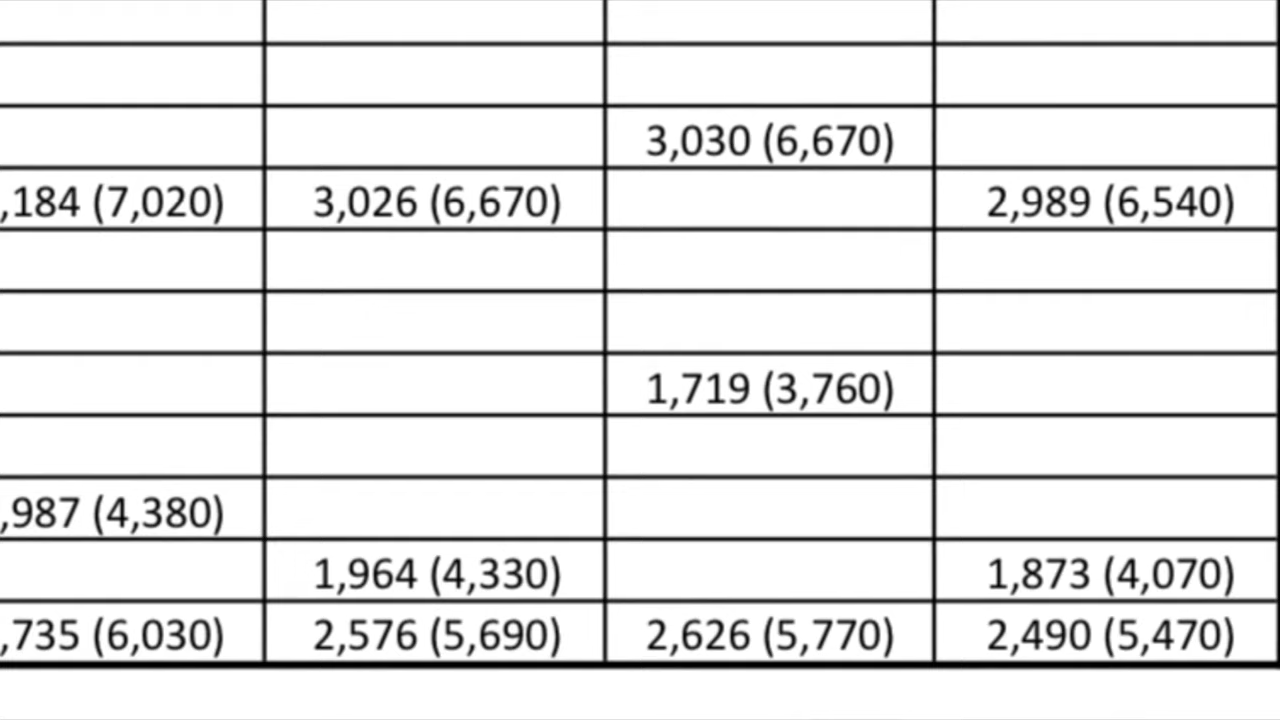 3,030 (6,670)
,184 (7,020) 3,026 (6,670) 2,989 (6,540)
1,719 (3,760)
,987 (4,380)
1,964 (4,330) 1,873 (4,070)
,735 (6,030) 2,576 (5,690) 2,626 (5,770) 2,490 (5,470)